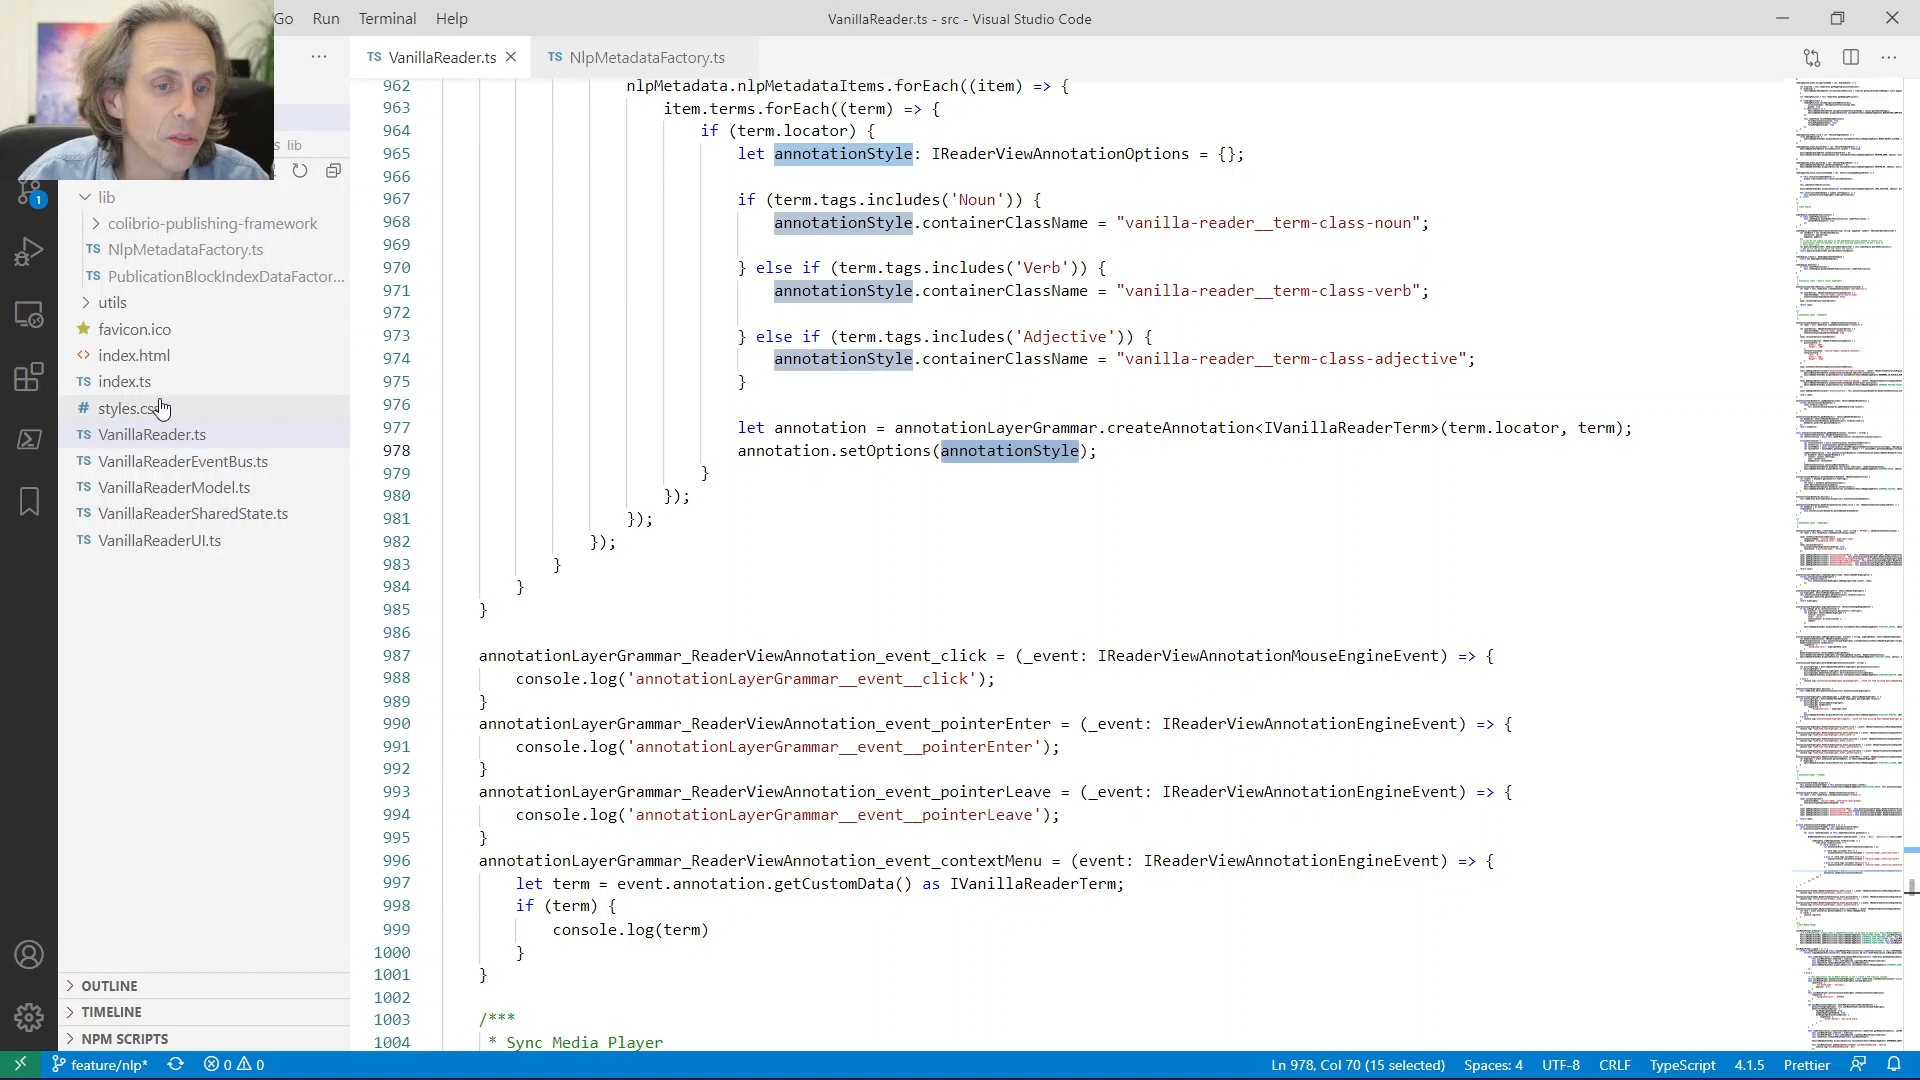 Go Run Terminal Help
VanillaReader.ts - src - Visual Studio Code
TS VanillaReader.ts
TS NlpMetadataFactory.ts
s lib
lib
colibrio-publishing-framework
TS NlpMetadataFactory.ts
TS PublicationBlockIndexDataFactor...
utils
favicon.ico
<> index.html
TS index.ts
# styles.css
TS VanillaReader.ts
TS VanillaReaderEventBus.ts
TS VanillaReaderModel.ts
TS VanillaReaderSharedState.ts
TS VanillaReaderUI.ts
1
OUTLINE
TIMELINE
NPM SCRIPTS
962 nlpMetadata.nlpMetadataItems.forEach((item) => {
963 item.terms.forEach((term) => {
964 if (term.locator) {
965 let annotationStyle: IReaderViewAnnotationOptions = {};
966
967 if (term.tags.includes('Noun')) {
968 annotationStyle.containerClassName = "vanilla-reader__term-class-noun";
969
970 } else if (term.tags.includes('Verb')) {
971 annotationStyle.containerClassName = "vanilla-reader__term-class-verb";
972
973 } else if (term.tags.includes('Adjective')) {
974 annotationStyle.containerClassName = "vanilla-reader__term-class-adjective";
975 }
976
977 let annotation = annotationLayerGrammar.createAnnotation<IVanillaReaderTerm>(term.locator, term);
978 annotation.setOptions(annotationStyle);
979 }
980 });
981 });
982 });
983 }
984 }
985 }
986
987 annotationLayerGrammar_ReaderViewAnnotation_event_click = (_event: IReaderViewAnnotationMouseEngineEvent) => {
988 console.log('annotationLayerGrammar__event__click');
989 }
990 annotationLayerGrammar_ReaderViewAnnotation_event_pointerEnter = (_event: IReaderViewAnnotationEngineEvent) => {
991 console.log('annotationLayerGrammar__event__pointerEnter');
992 }
993 annotationLayerGrammar_ReaderViewAnnotation_event_pointerLeave = (_event: IReaderViewAnnotationEngineEvent) => {
994 console.log('annotationLayerGrammar__event__pointerLeave');
995 }
996 annotationLayerGrammar_ReaderViewAnnotation_event_contextMenu = (event: IReaderViewAnnotationEngineEvent) => {
997 let term = event.annotation.getCustomData() as IVanillaReaderTerm;
998 if (term) {
999 console.log(term)
1000 }
1001 }
1002
1003 /***
1004 * Sync Media Player
feature/nlp* 0 0 Ln 978, Col 70 (15 selected) Spaces: 4 UTF-8 CRLF TypeScript 4.1.5 Prettier